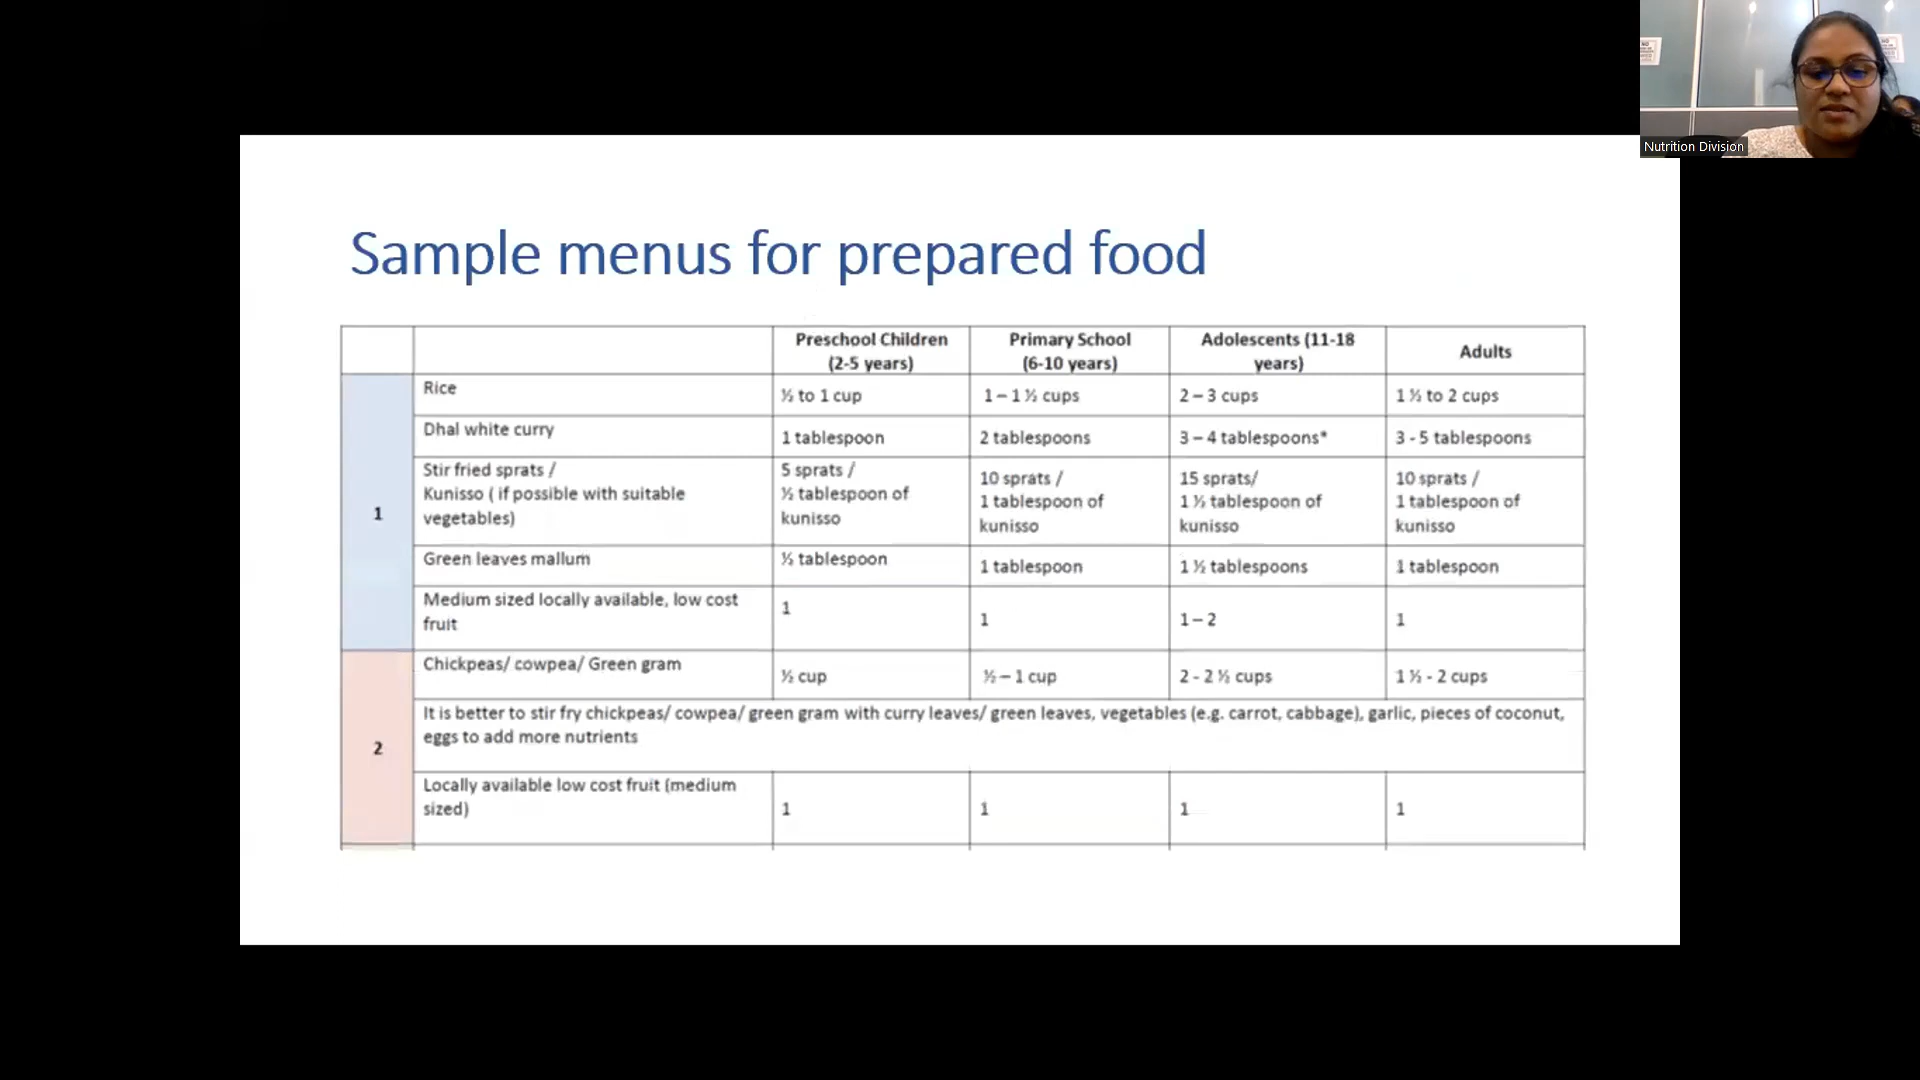 Nutrition Division
Sample menus for prepared food
Preschool Children
(2-5 years)
Primary School
(6-10 years)
Adolescents (11-18
years)
Adults
1
Rice
½ to 1 cup
1 – 1 ½ cups
2 – 3 cups
1 ½ to 2 cups
Dhal white curry
1 tablespoon
2 tablespoons
3 – 4 tablespoons*
3 - 5 tablespoons
Stir fried sprats /
Kunisso ( if possible with suitable
vegetables)
5 sprats /
½ tablespoon of
kunisso
10 sprats /
1 tablespoon of
kunisso
15 sprats/
1 ½ tablespoon of
kunisso
10 sprats /
1 tablespoon of
kunisso
Green leaves mallum
½ tablespoon
1 tablespoon
1 ½ tablespoons
1 tablespoon
Medium sized locally available, low cost
fruit
1
1
1 – 2
1
2
Chickpeas/ cowpea/ Green gram
½ cup
½ – 1 cup
2 - 2 ½ cups
1 ½ - 2 cups
It is better to stir fry chickpeas/ cowpea/ green gram with curry leaves/ green leaves, vegetables (e.g. carrot, cabbage), garlic, pieces of coconut,
eggs to add more nutrients
Locally available low cost fruit (medium
sized)
1
1
1
1